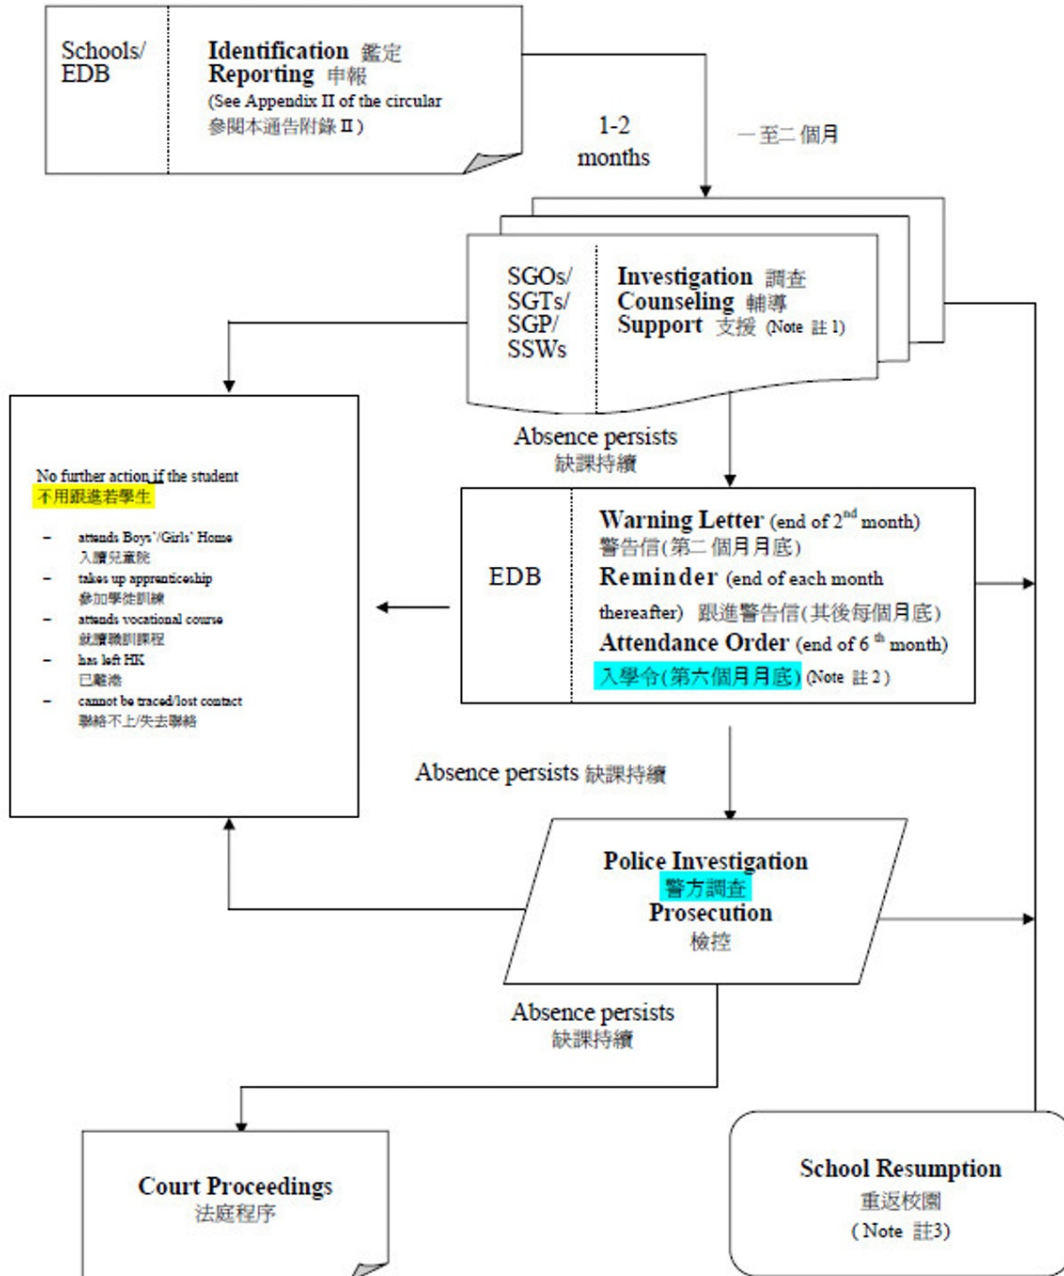 Schools/
EDB
Identification 鑑定
Reporting 申報
(See Appendix II of the circular
參閱本通告附錄 II )
1-2
months
一至二個月
SGOs/
SGTs/
SGP/
SSWs
Investigation 調查
Counseling 輔導
Support 支援 (Note 註 1)
Absence persists
缺課持續
No further action if the student
不用跟進若學生
– attends Boys’/Girls’ Home
入讀兒童院
– takes up apprenticeship
參加學徒訓練
– attends vocational course
就讀職訓課程
– has left HK
已離港
– cannot be traced/lost contact
聯絡不上/失去聯絡
EDB
Warning Letter (end of 2nd month)
警告信(第二個月月底)
Reminder (end of each month
thereafter) 跟進警告信(其後每個月底)
Attendance Order (end of 6 th month)
入學令(第六個月月底) (Note 註 2 )
Absence persists 缺課持續
Police Investigation
警方調查
Prosecution
檢控
Absence persists
缺課持續
Court Proceedings
法庭程序
School Resumption
重返校園
( Note 註3)